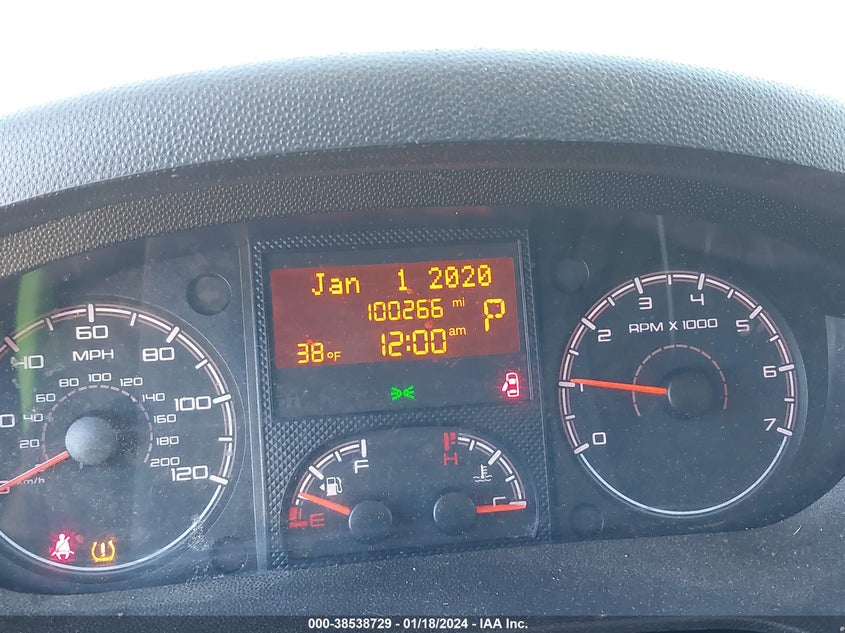 Jan 1 2020
100266 mi P
12:00 am
38°F
40 60 80 100 120
MPH
20 40 60 80 100 120 140 160 180 200
km/h
F
E
H
C
RPM X 1000
0 1 2 3 4 5 6 7
000-38538729 - 01/18/2024 - IAA Inc.